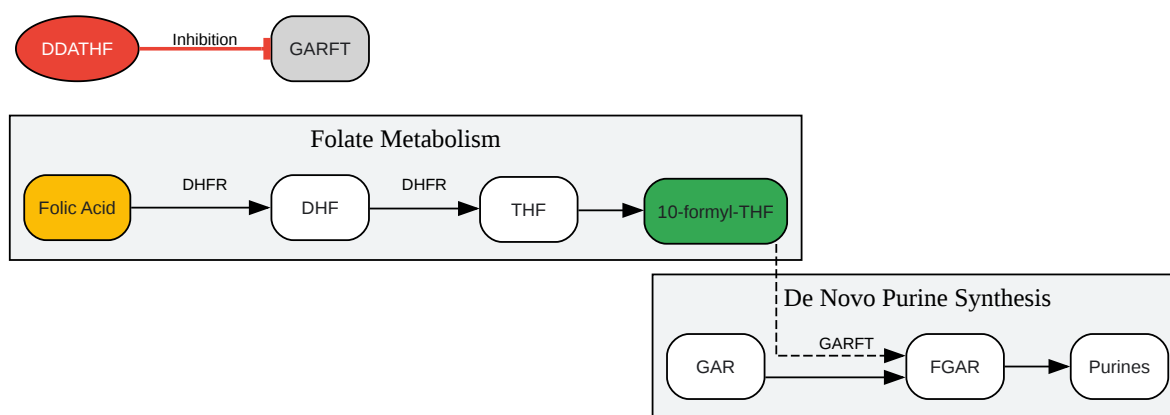 DDATHF
Inhibition
GARFT
Folate Metabolism
Folic Acid
DHFR
DHF
DHFR
THF
10-formyl-THF
De Novo Purine Synthesis
GAR
GARFT
FGAR
Purines